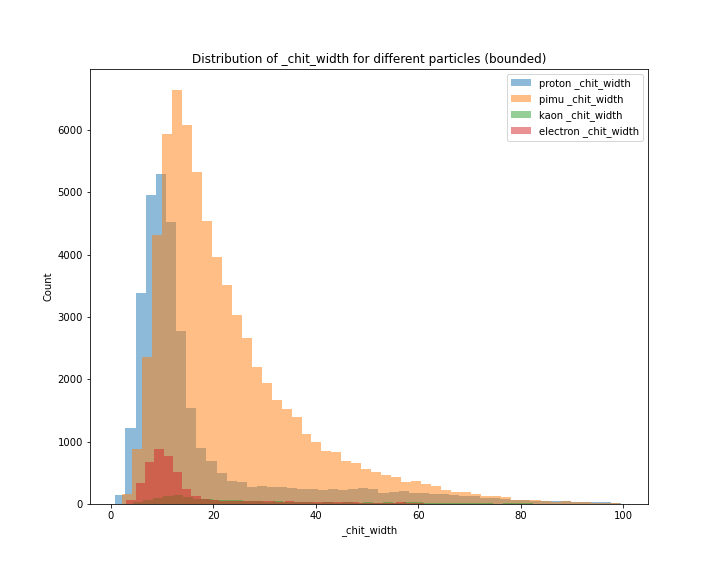 Distribution of _chit_width for different particles (bounded)
proton _chit_width
pimu _chit_width
kaon _chit_width
electron _chit_width
Count
6000
5000
4000
3000
2000
1000
0
0 20 40 60 80 100
_chit_width